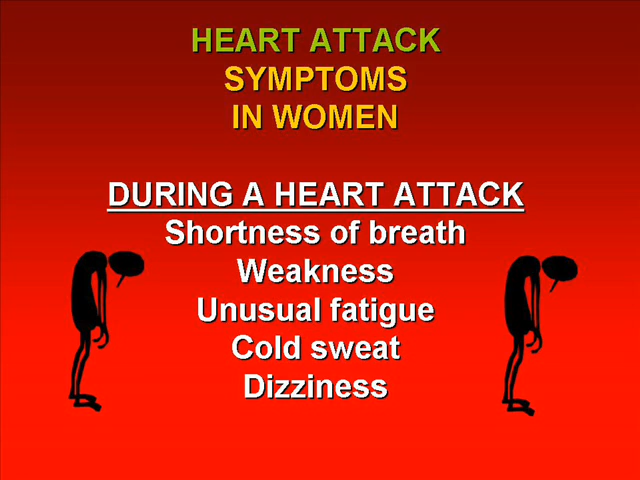 HEART ATTACK
SYMPTOMS
IN WOMEN
DURING A HEART ATTACK
Shortness of breath
Weakness
Unusual fatigue
Cold sweat
Dizziness